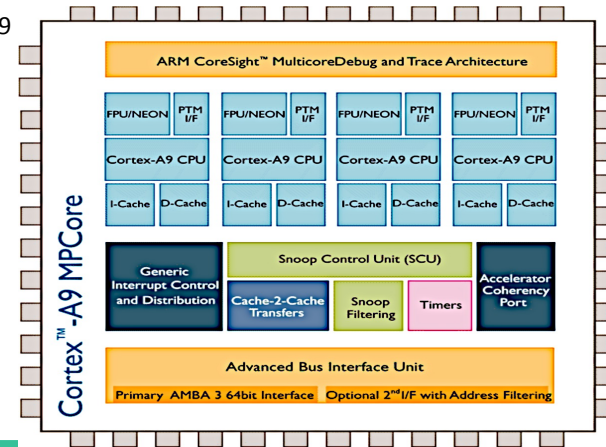 9
ARM CoreSight™ MulticoreDebug and Trace Architecture
FPU/NEON
PTM
I/F
FPU/NEON
PTM
I/F
FPU/NEON
PTM
I/F
FPU/NEON
PTM
I/F
Cortex-A9 CPU
Cortex-A9 CPU
Cortex-A9 CPU
Cortex-A9 CPU
I-Cache
D-Cache
I-Cache
D-Cache
I-Cache
D-Cache
I-Cache
D-Cache
Generic
Interrupt Control
and Distribution
Snoop Control Unit (SCU)
Cache-2-Cache
Transfers
Snoop
Filtering
Timers
Accelerator
Coherency
Port
Advanced Bus Interface Unit
Primary AMBA 3 64bit Interface
Optional 2nd I/F with Address Filtering
Cortex™-A9 MPCore